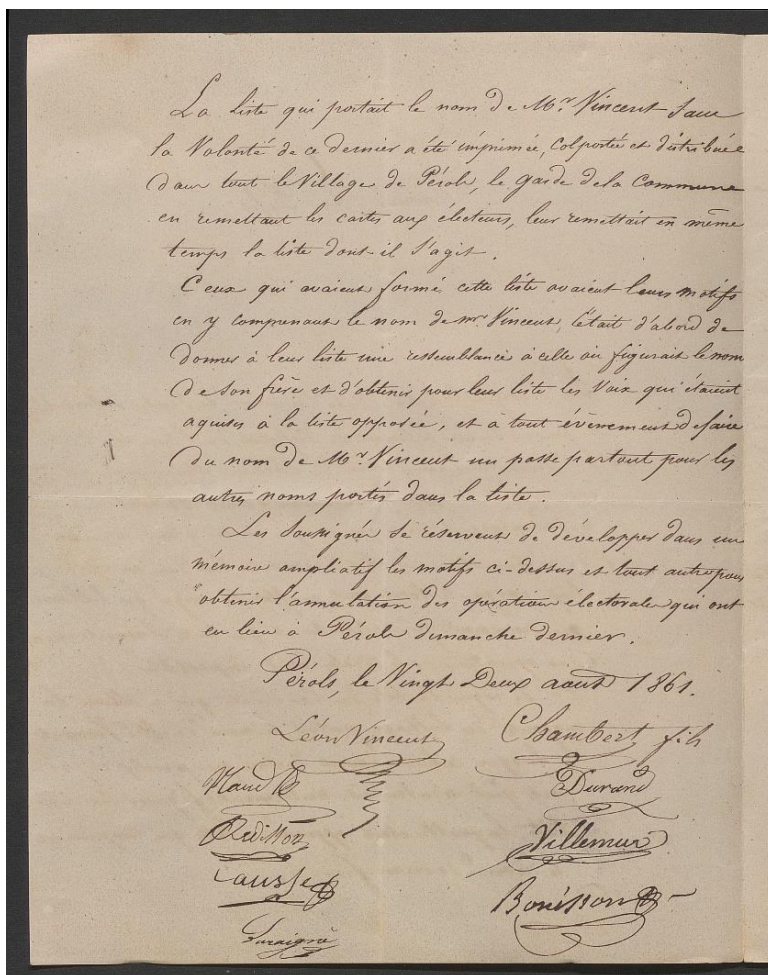 La liste qui portait le nom de Mr. Vincent sans
la Volonté de ce dernier a été imprimée, colportée et distribuée
dans tout le Village de Pérols, le garde de la Commune
en remettant les cartes aux électeurs, leur remettait en même
temps la liste dont il s'agit.
Ceux qui avaient formé cette liste avaient leurs motifs
en y comprenant le nom de mr. Vincent, c'était d'abord de
donner à leur liste une ressemblance à celle où figurait le nom
de son frère et d'obtenir pour leur liste les Voix qui étaient
aquises à la liste opposée, et à tout évènement de faire
du nom de Mr. Vincent un passe partout pour les
autres noms portés dans la liste.
Les soussignés se réservent de développer dans un
mémoire ampliatif les motifs ci-dessus et tout autre pour
obtenir l'annulation des opérations électorales qui ont
eu lieu à Pérols dimanche dernier.
Pérols, le Vingt Deux aout 1861.
Léon Vincent
Chambert fils
Durand
Villemur
Causse
Bouisson